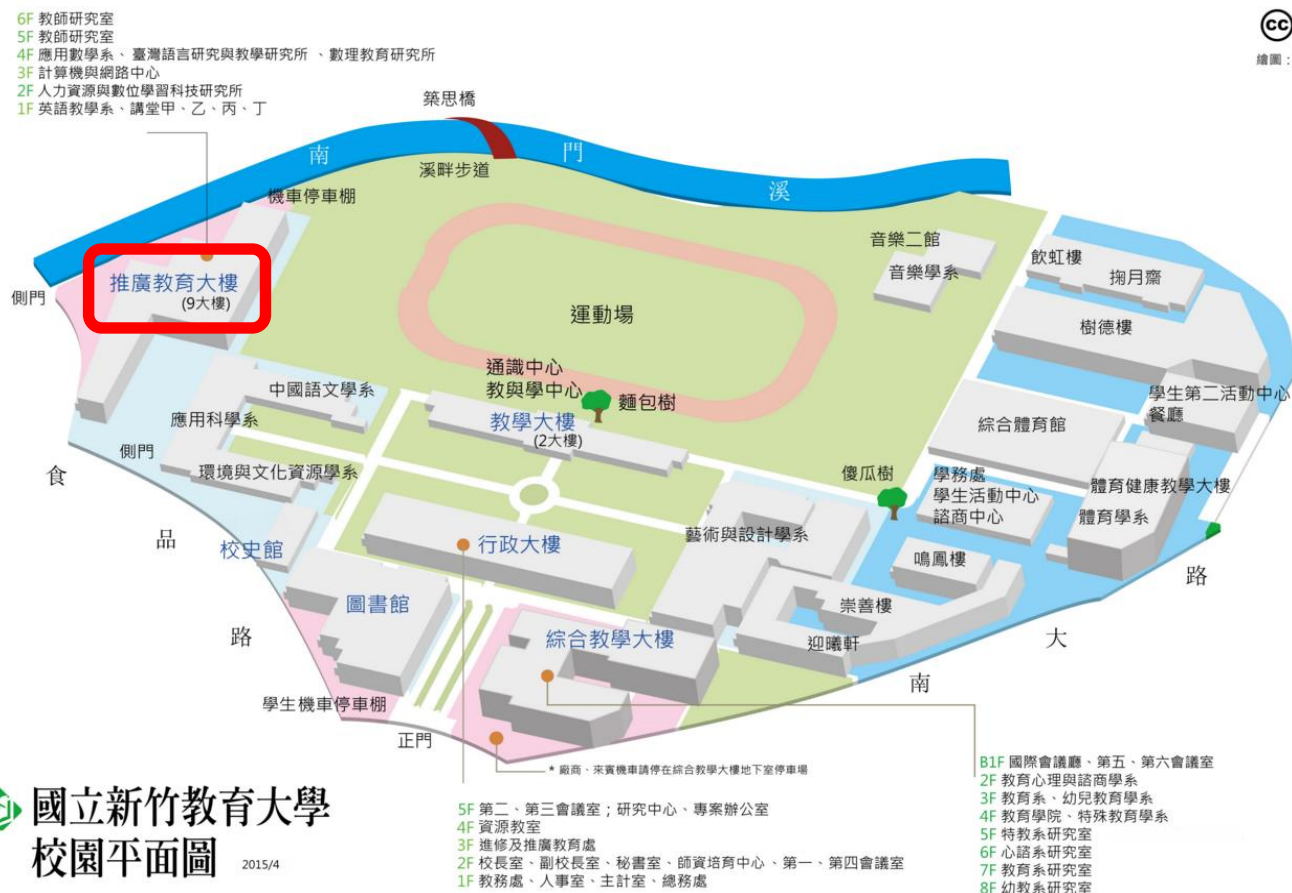 6F 教師研究室
5F 教師研究室
4F 應用數學系、臺灣語言研究與教學研究所、數理教育研究所
3F 計算機與網路中心
2F 人力資源與數位學習科技研究所
1F 英語教學系、講堂甲、乙、丙、丁
cc
繪圖：
築思橋
南門溪
溪畔步道
機車停車棚
推廣教育大樓
(9大樓)
側門
音樂二館
音樂學系
飲虹樓
掬月齋
樹德樓
運動場
通識中心
教與學中心
麵包樹
教學大樓
(2大樓)
中國語文學系
應用科學系
側門
環境與文化資源學系
學生第二活動中心
餐廳
綜合體育館
傻瓜樹
學務處
學生活動中心
諮商中心
體育健康教學大樓
體育學系
藝術與設計學系
行政大樓
校史館
鳴鳳樓
圖書館
崇善樓
綜合教學大樓
迎曦軒
食品路
南大路
學生機車停車棚
正門
* 廠商、來賓機車請停在綜合教學大樓地下室停車場
5F 第二、第三會議室；研究中心、專案辦公室
4F 資源教室
3F 進修及推廣教育處
2F 校長室、副校長室、秘書室、師資培育中心、第一、第四會議室
1F 教務處、人事室、主計室、總務處
B1F 國際會議廳、第五、第六會議室
2F 教育心理與諮商學系
3F 教育系、幼兒教育學系
4F 教育學院、特殊教育學系
5F 特教系研究室
6F 心諮系研究室
7F 教育系研究室
8F 幼教系研究室
國立新竹教育大學
校園平面圖 2015/4